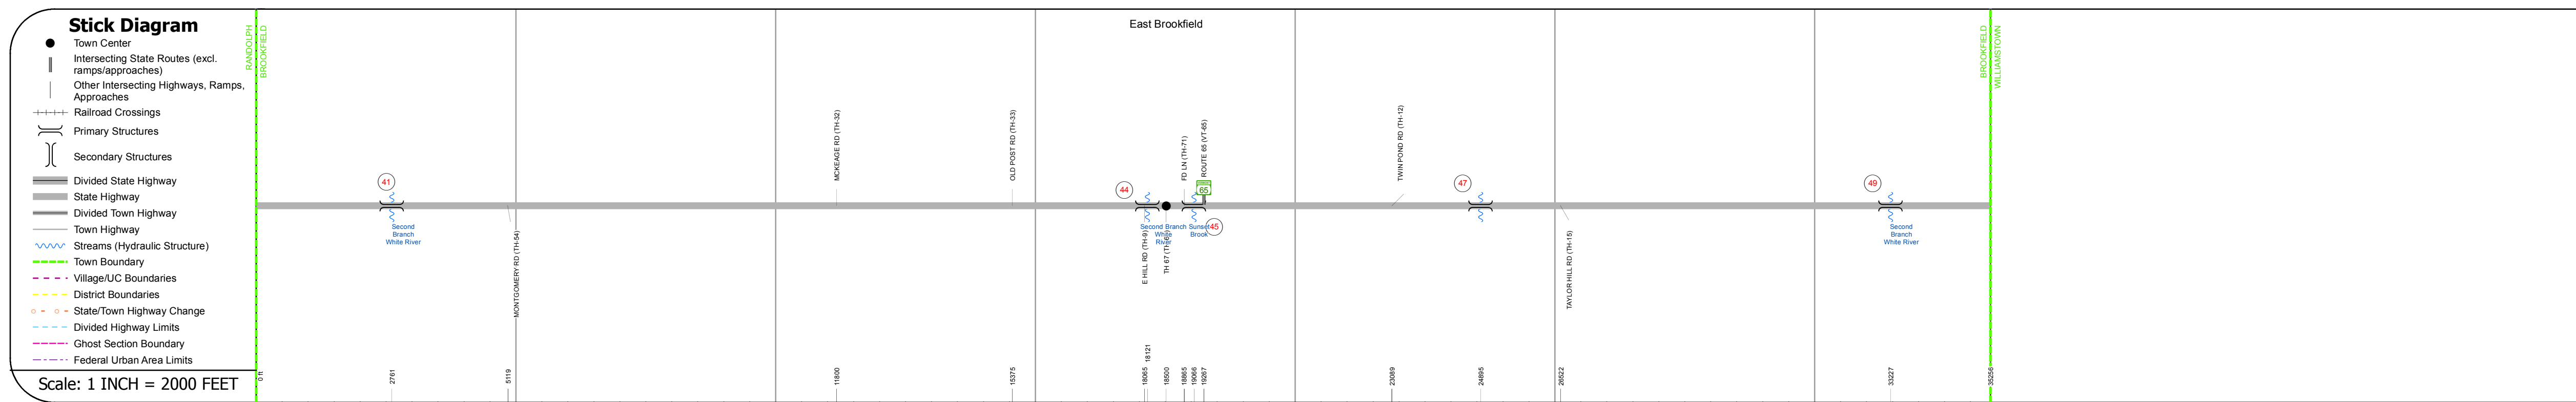 Stick Diagram
Town Center
Intersecting State Routes (excl.
ramps/approaches)
Other Intersecting Highways, Ramps,
Approaches
Railroad Crossings
Primary Structures
Secondary Structures
Divided State Highway
State Highway
Divided Town Highway
Town Highway
Streams (Hydraulic Structure)
Town Boundary
Village/UC Boundaries
District Boundaries
State/Town Highway Change
Divided Highway Limits
Ghost Section Boundary
Federal Urban Area Limits
Scale: 1 INCH = 2000 FEET
RANDOLPH
BROOKFIELD
East Brookfield
BROOKFIELD
WILLIAMSTOWN
MCKEAGE RD (TH-32)
OLD POST RD (TH-33)
FD LN (TH-71)
ROUTE 65 (VT-65)
TWIN POND RD (TH-12)
41
44
65
45
47
49
Second
Branch
White River
MONTGOMERY RD (TH-54)
E HILL RD (TH-9)
Second Branch
White
River
TH 67 (TH-67)
Sunset
Brook
TAYLOR HILL RD (TH-15)
Second
Branch
White River
0 ft
2761
5119
11800
15375
18065
18121
18500
18865
19066
19267
23089
24895
26522
33227
35256